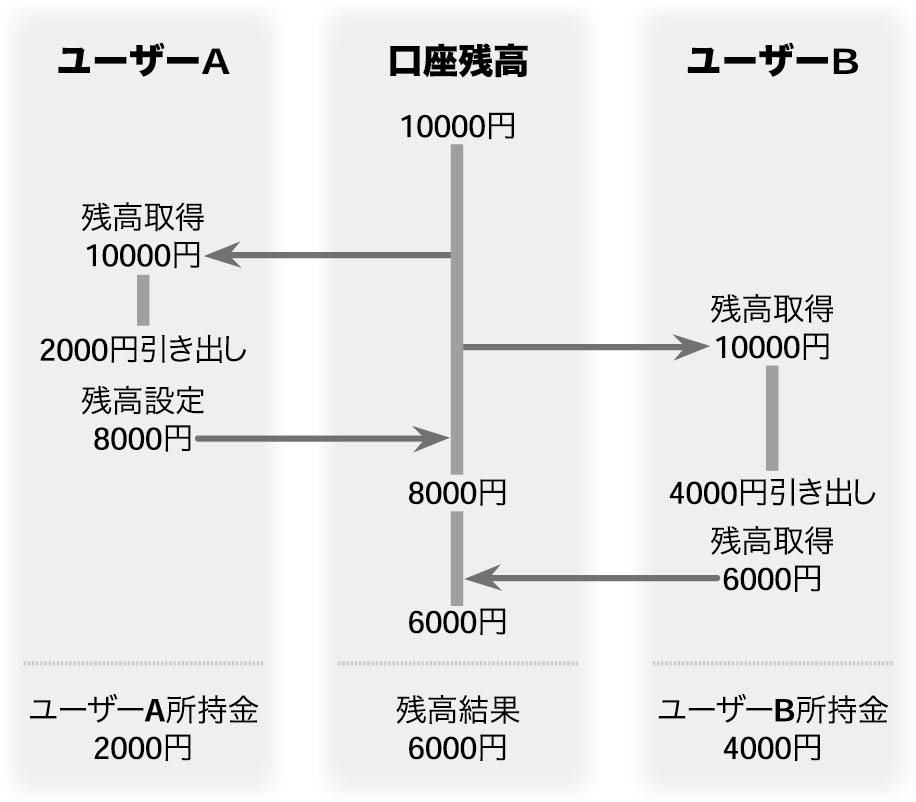 ユーザーA
口座残高
ユーザーB
10000円
残高取得
10000円
残高取得
10000円
2000円引き出し
残高設定
8000円
8000円
4000円引き出し
残高取得
6000円
6000円
ユーザーA所持金
2000円
残高結果
6000円
ユーザーB所持金
4000円